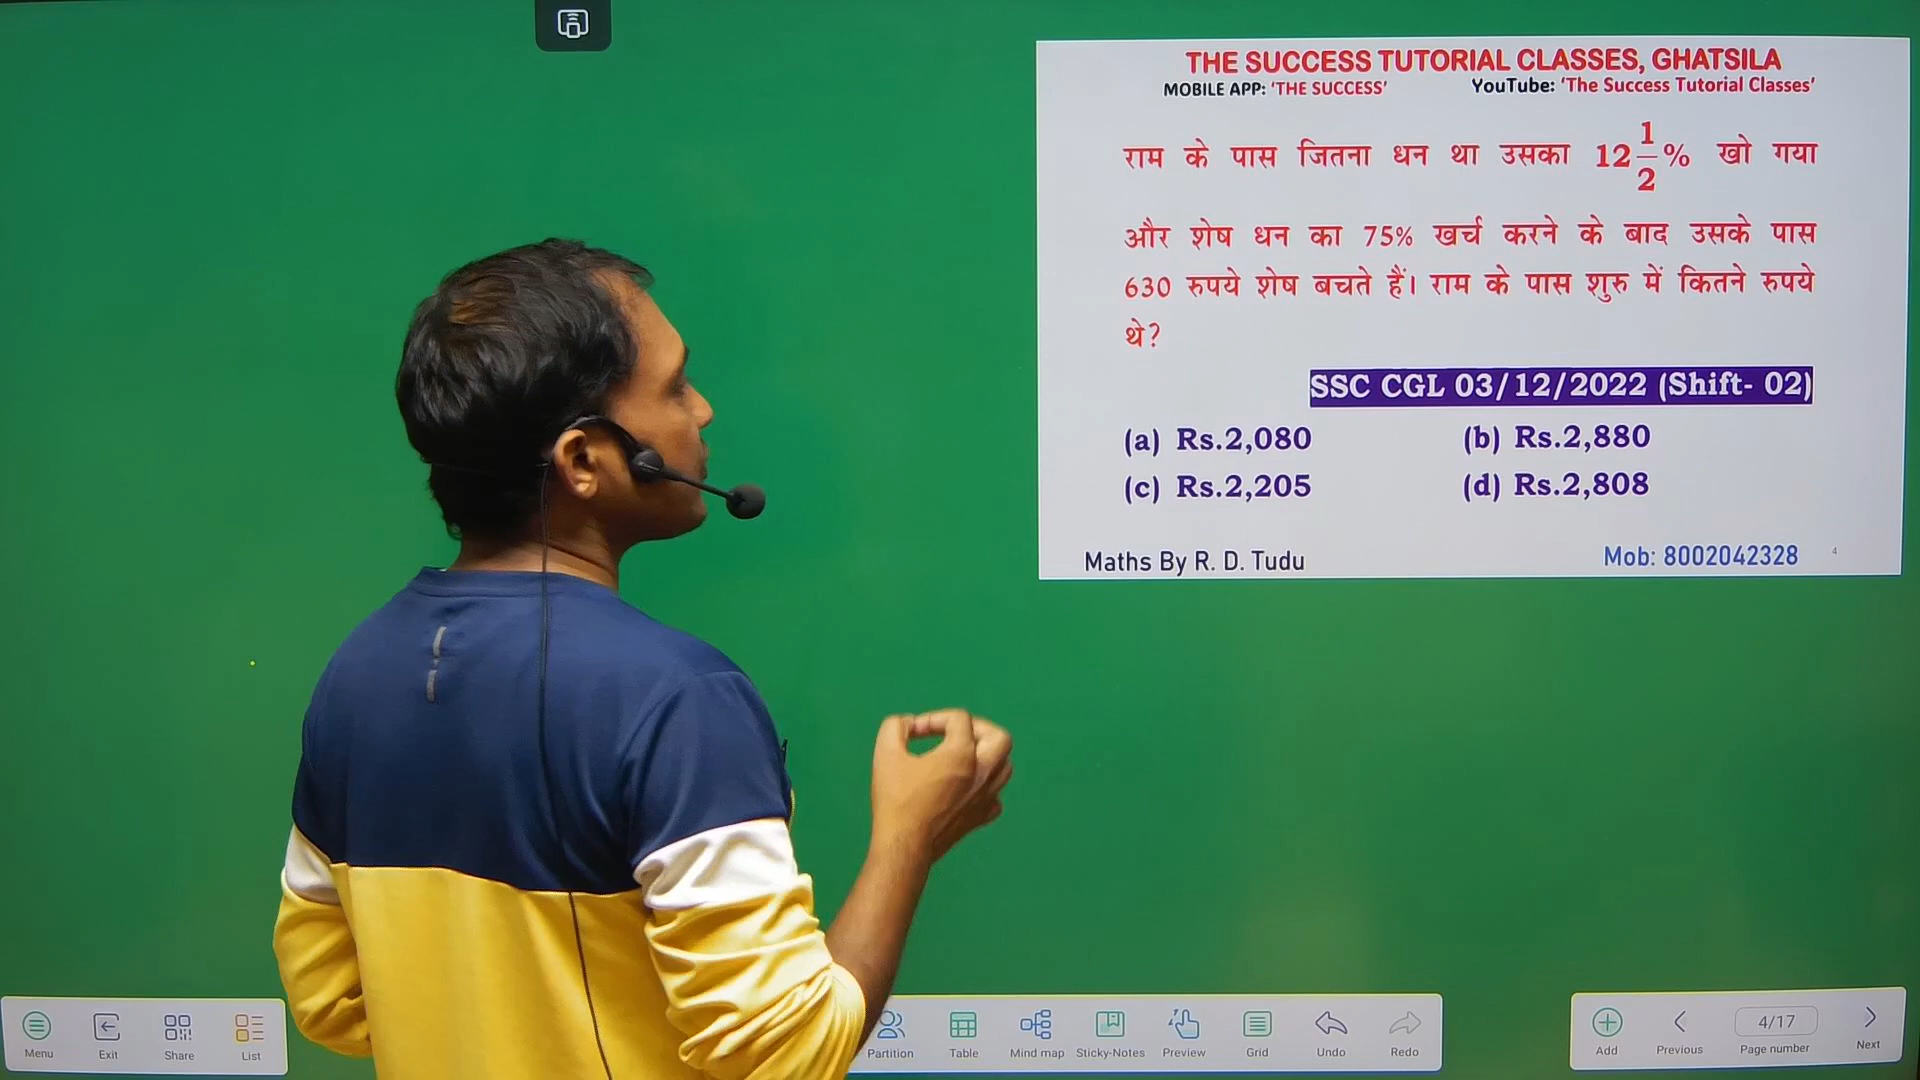 THE SUCCESS TUTORIAL CLASSES, GHATSILA
MOBILE APP: 'THE SUCCESS' YouTube: 'The Success Tutorial Classes'
राम के पास जितना धन था उसका 12 1/2 % खो गया
और शेष धन का 75% खर्च करने के बाद उसके पास
630 रुपये शेष बचते हैं। राम के पास शुरु में कितने रुपये
थे?
SSC CGL 03/12/2022 (Shift- 02)
(a) Rs.2,080 (b) Rs.2,880
(c) Rs.2,205 (d) Rs.2,808
Maths By R. D. Tudu Mob: 8002042328 4
Menu Exit Share List Partition Table Mind map Sticky-Notes Preview Grid Undo Redo Add Previous 4/17 Page number Next